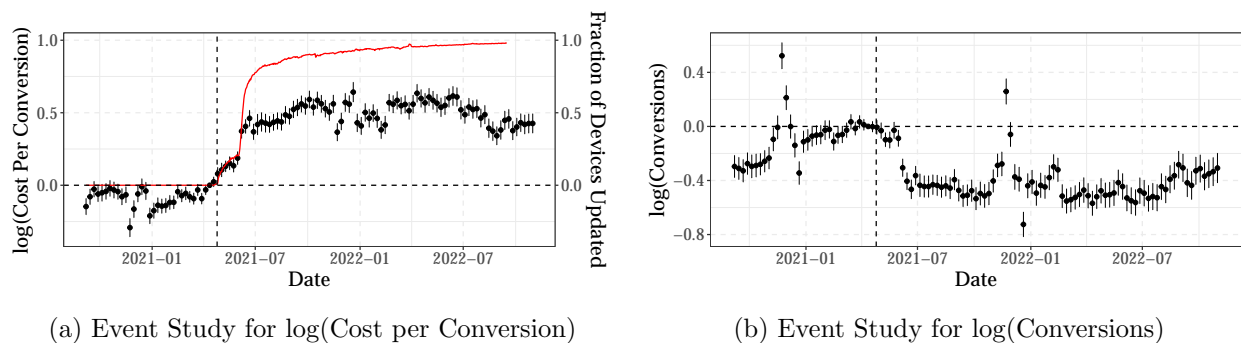 log(Cost Per Conversion)
1.0
0.5
0.0
1.0
0.5
0.0
Fraction of Devices Updated
2021−01
2021−07
2022−01
2022−07
Date
(a) Event Study for log(Cost per Conversion)
log(Conversions)
0.4
0.0
−0.4
−0.8
2021−01
2021−07
2022−01
2022−07
Date
(b) Event Study for log(Conversions)